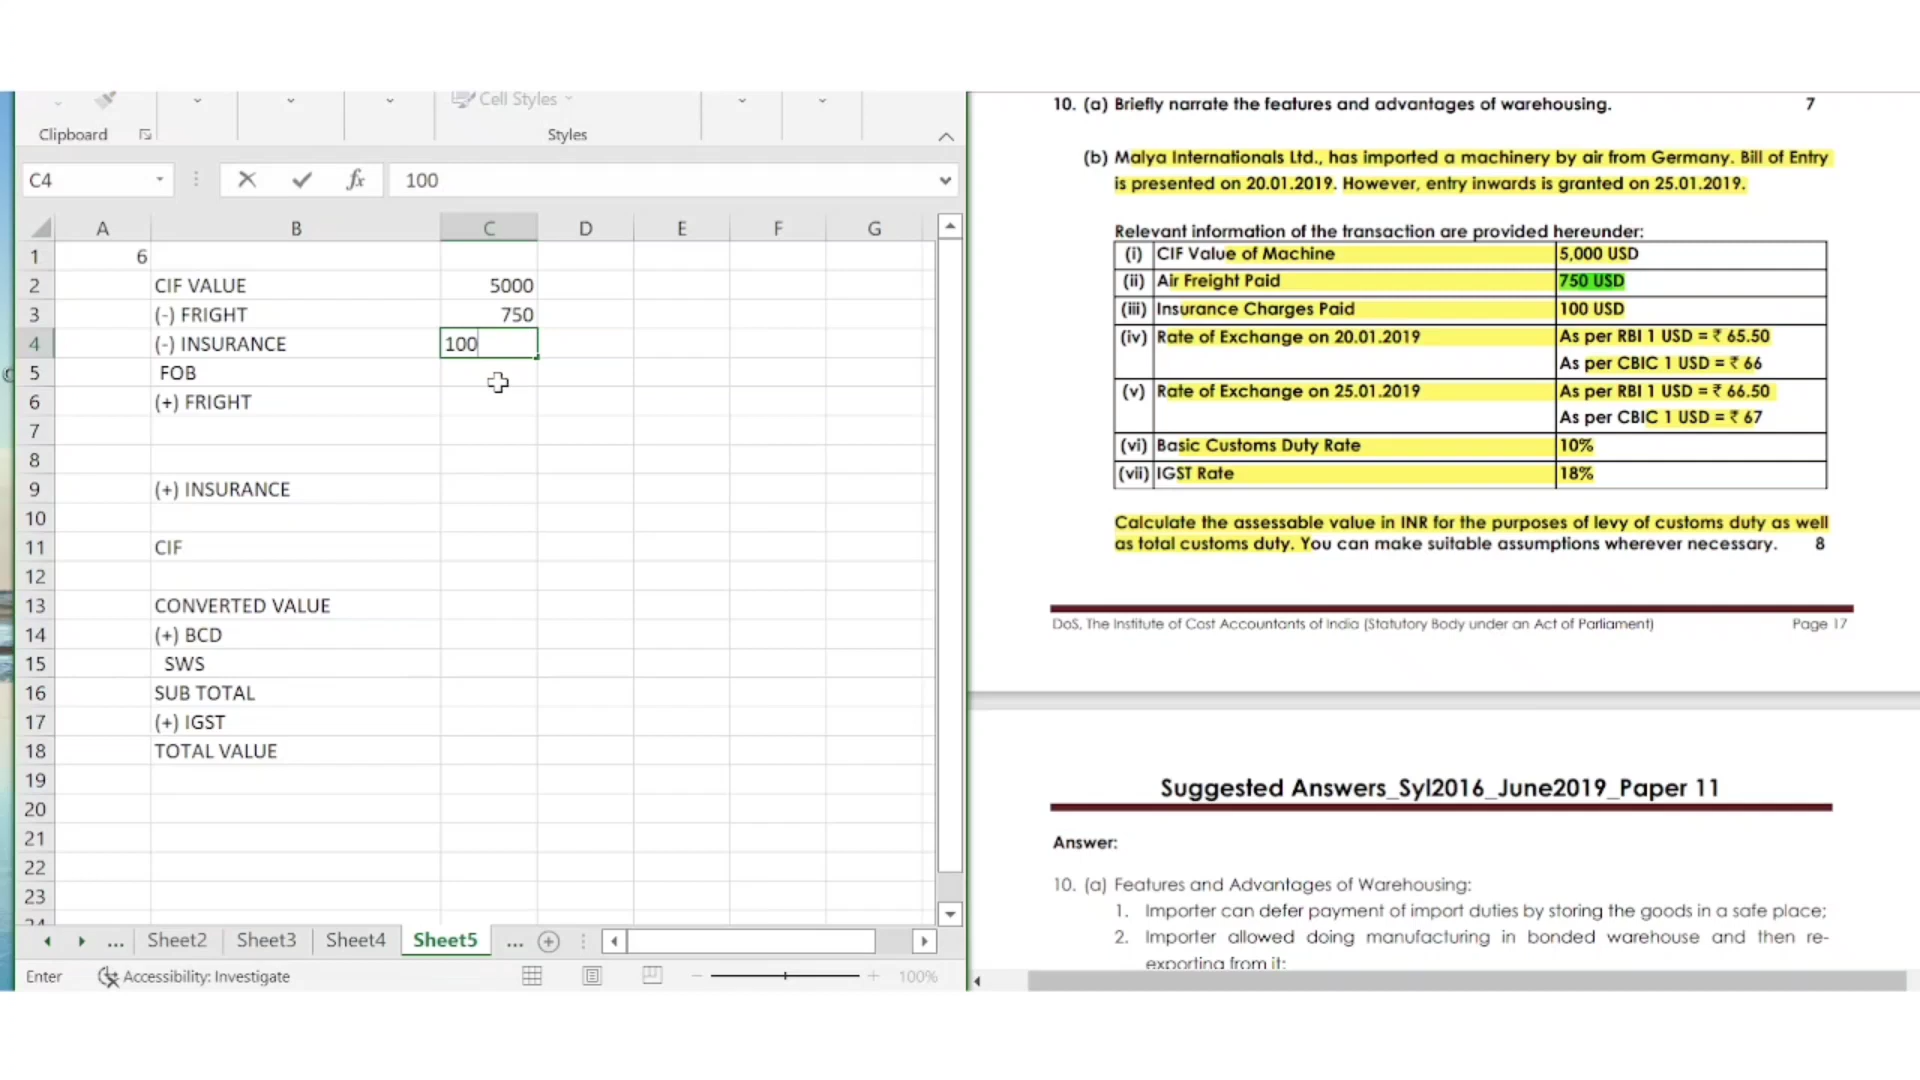 Cell Styles
Clipboard
Styles
C4
fx
100
A B C D E F G
1 6
2 CIF VALUE 5000
3 (-) FRIGHT 750
4 (-) INSURANCE 100
5 FOB
6 (+) FRIGHT
7
8
9 (+) INSURANCE
10
11 CIF
12
13 CONVERTED VALUE
14 (+) BCD
15 SWS
16 SUB TOTAL
17 (+) IGST
18 TOTAL VALUE
19
20
21
22
23
24
... Sheet2 Sheet3 Sheet4 Sheet5 ...
Enter Accessibility: Investigate 100%
10. (a) Briefly narrate the features and advantages of warehousing. 7
(b) Malya Internationals Ltd., has imported a machinery by air from Germany. Bill of Entry
is presented on 20.01.2019. However, entry inwards is granted on 25.01.2019.
Relevant information of the transaction are provided hereunder:
(i) CIF Value of Machine 5,000 USD
(ii) Air Freight Paid 750 USD
(iii) Insurance Charges Paid 100 USD
(iv) Rate of Exchange on 20.01.2019 As per RBI 1 USD = ₹ 65.50
As per CBIC 1 USD = ₹ 66
(v) Rate of Exchange on 25.01.2019 As per RBI 1 USD = ₹ 66.50
As per CBIC 1 USD = ₹ 67
(vi) Basic Customs Duty Rate 10%
(vii) IGST Rate 18%
Calculate the assessable value in INR for the purposes of levy of customs duty as well
as total customs duty. You can make suitable assumptions wherever necessary. 8
DoS, The Institute of Cost Accountants of India (Statutory Body under an Act of Parliament) Page 17
Suggested Answers_Syl2016_June2019_Paper 11
Answer:
10. (a) Features and Advantages of Warehousing:
1. Importer can defer payment of import duties by storing the goods in a safe place;
2. Importer allowed doing manufacturing in bonded warehouse and then re-
exporting from it;